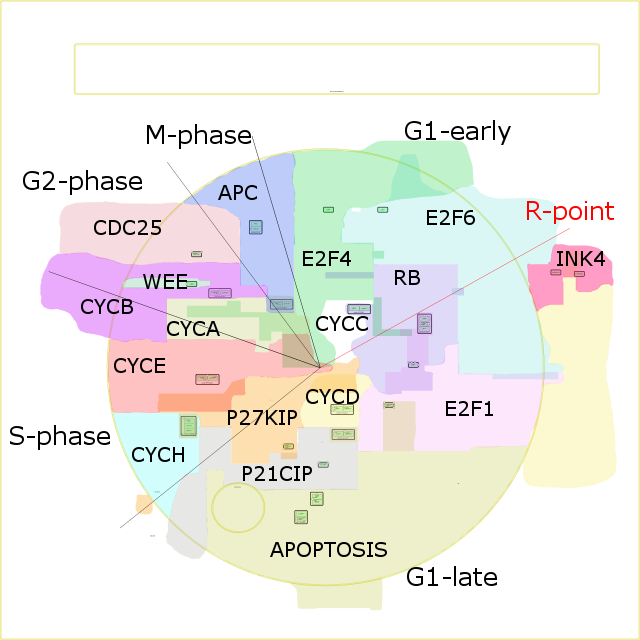 M-phase
G1-early
G2-phase
APC
CDC25
E2F6
R-point
E2F4
INK4
WEE
RB
CYCB
CYCA
CYCC
CYCE
CYCD
P27KIP
E2F1
S-phase
CYCH
P21CIP
APOPTOSIS
G1-late